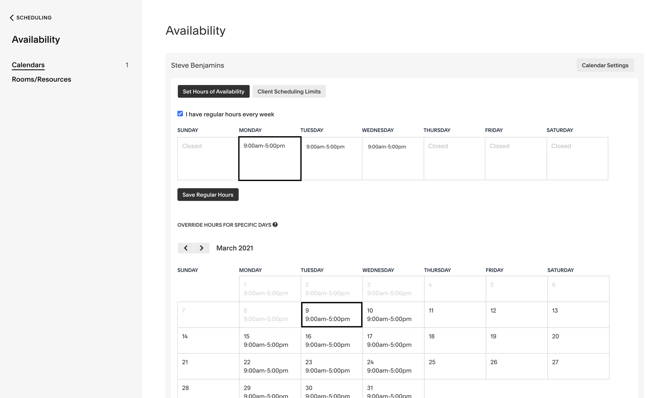 SCHEDULING
Availability
Calendars 1
Rooms/Resources
Availability
Steve Benjamins Calendar Settings
Set Hours of Availability Client Scheduling Limits
I have regular hours every week
SUNDAY MONDAY TUESDAY WEDNESDAY THURSDAY FRIDAY SATURDAY
Closed 9:00am-5:00pm 9:00am-5:00pm 9:00am-5:00pm Closed Closed Closed
Save Regular Hours
OVERRIDE HOURS FOR SPECIFIC DAYS ?
March 2021
SUNDAY MONDAY TUESDAY WEDNESDAY THURSDAY FRIDAY SATURDAY
1 2 3 4 5 6
9:00am-5:00pm 9:00am-5:00pm 9:00am-5:00pm
7 8 9 10 11 12 13
9:00am-5:00pm 9:00am-5:00pm 9:00am-5:00pm
14 15 16 17 18 19 20
9:00am-5:00pm 9:00am-5:00pm 9:00am-5:00pm
21 22 23 24 25 26 27
9:00am-5:00pm 9:00am-5:00pm 9:00am-5:00pm
28 29 30 31
9:00am-5:00pm 9:00am-5:00pm 9:00am-5:00pm